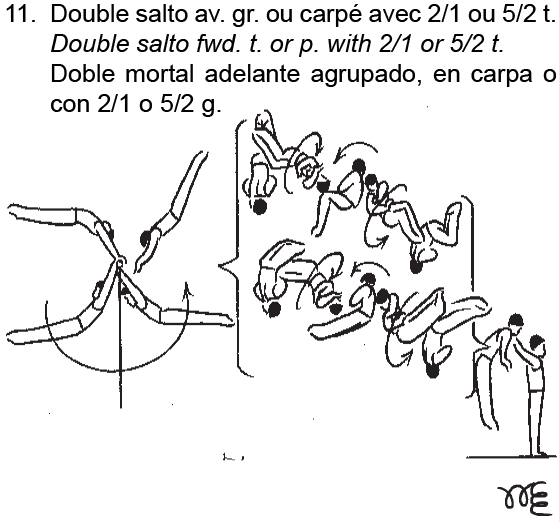 11. Double salto av. gr. ou carpé avec 2/1 ou 5/2 t.
Double salto fwd. t. or p. with 2/1 or 5/2 t.
Doble mortal adelante agrupado, en carpa o
con 2/1 o 5/2 g.